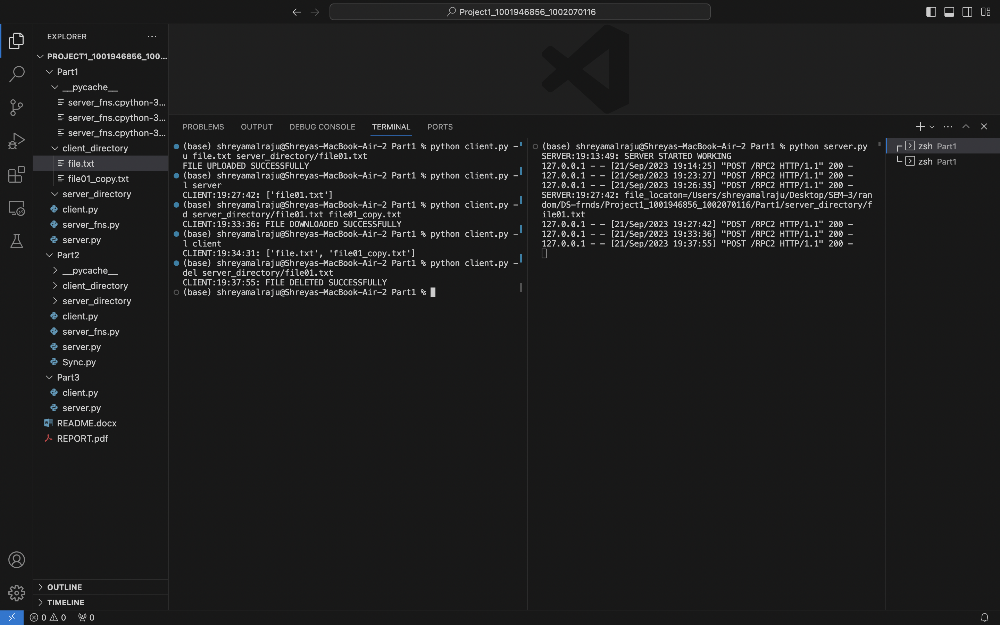 Project1_1001946856_1002070116
EXPLORER
PROJECT1_1001946856_100...
Part1
__pycache__
server_fns.cpython-3...
server_fns.cpython-3...
server_fns.cpython-3...
client_directory
file.txt
file01_copy.txt
server_directory
client.py
server_fns.py
server.py
Part2
__pycache__
client_directory
server_directory
client.py
server_fns.py
server.py
Sync.py
Part3
client.py
server.py
README.docx
REPORT.pdf
OUTLINE
TIMELINE
PROBLEMS OUTPUT DEBUG CONSOLE TERMINAL PORTS
(base) shreyamalraju@Shreyas-MacBook-Air-2 Part1 % python client.py -
u file.txt server_directory/file01.txt
FILE UPLOADED SUCCESSFULLY
(base) shreyamalraju@Shreyas-MacBook-Air-2 Part1 % python client.py -
l server
CLIENT:19:27:42: ['file01.txt']
(base) shreyamalraju@Shreyas-MacBook-Air-2 Part1 % python client.py -
d server_directory/file01.txt file01_copy.txt
CLIENT:19:33:36: FILE DOWNLOADED SUCCESSFULLY
(base) shreyamalraju@Shreyas-MacBook-Air-2 Part1 % python client.py -
l client
CLIENT:19:34:31: ['file.txt', 'file01_copy.txt']
(base) shreyamalraju@Shreyas-MacBook-Air-2 Part1 % python client.py -
del server_directory/file01.txt
CLIENT:19:37:55: FILE DELETED SUCCESSFULLY
(base) shreyamalraju@Shreyas-MacBook-Air-2 Part1 %
(base) shreyamalraju@Shreyas-MacBook-Air-2 Part1 % python server.py
SERVER:19:13:49: SERVER STARTED WORKING
127.0.0.1 - - [21/Sep/2023 19:14:25] "POST /RPC2 HTTP/1.1" 200 -
127.0.0.1 - - [21/Sep/2023 19:23:27] "POST /RPC2 HTTP/1.1" 200 -
127.0.0.1 - - [21/Sep/2023 19:26:35] "POST /RPC2 HTTP/1.1" 200 -
SERVER:19:27:42: file_locaton=/Users/shreyamalraju/Desktop/SEM-3/ran
dom/DS-frnds/Project1_1001946856_1002070116/Part1/server_directory/f
ile01.txt
127.0.0.1 - - [21/Sep/2023 19:27:42] "POST /RPC2 HTTP/1.1" 200 -
127.0.0.1 - - [21/Sep/2023 19:33:36] "POST /RPC2 HTTP/1.1" 200 -
127.0.0.1 - - [21/Sep/2023 19:37:55] "POST /RPC2 HTTP/1.1" 200 -
zsh Part1
zsh Part1
0 0 0